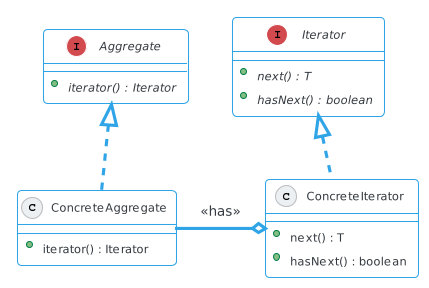 I Aggregate
iterator() : Iterator
I Iterator
next() : T
hasNext() : boolean
C ConcreteAggregate
iterator() : Iterator
«has»
C ConcreteIterator
next() : T
hasNext() : boolean